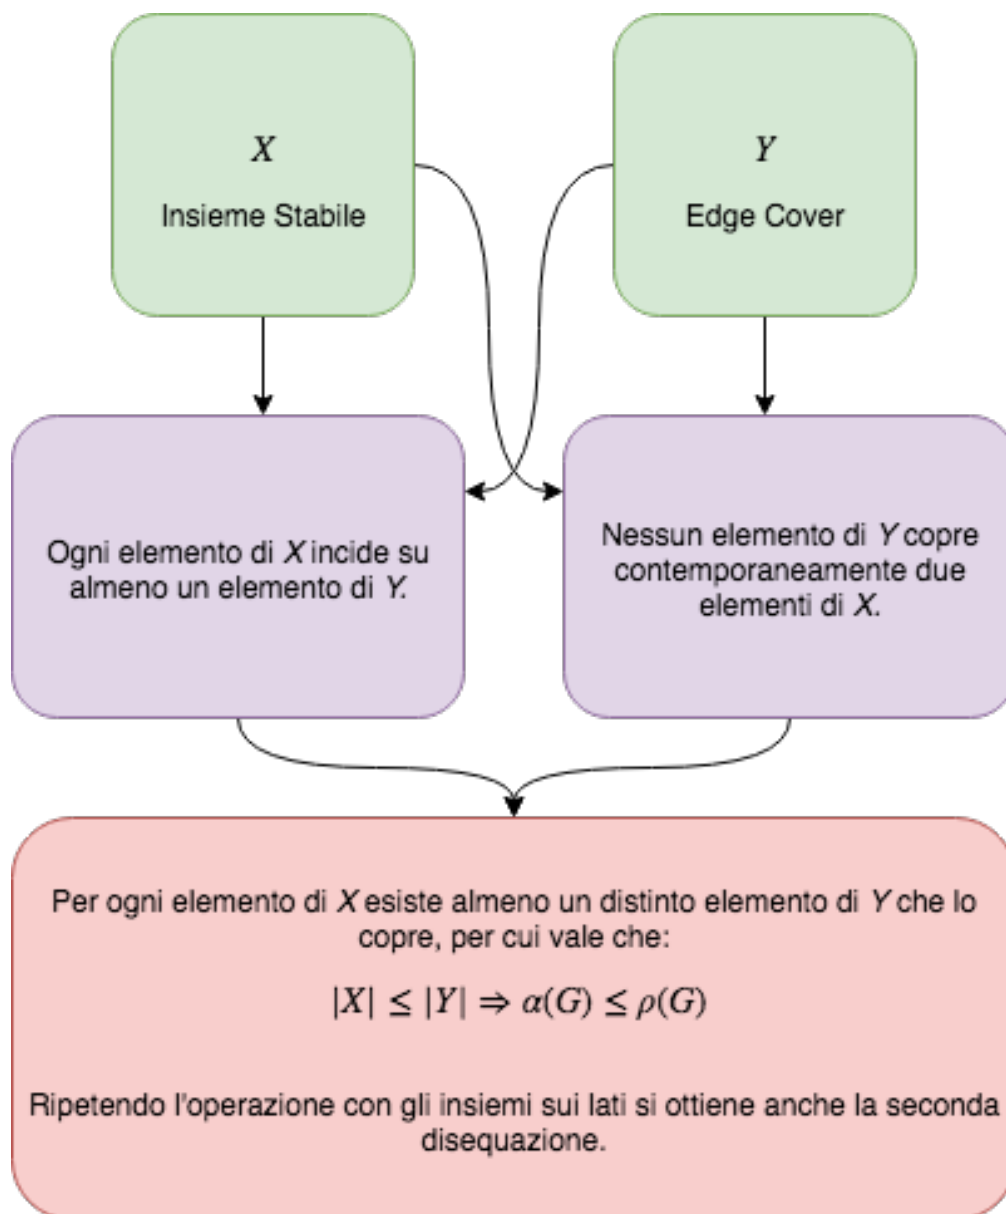 X
Insieme Stabile
Y
Edge Cover
Ogni elemento di X incide su
almeno un elemento di Y.
Nessun elemento di Y copre
contemporaneamente due
elementi di X.
Per ogni elemento di X esiste almeno un distinto elemento di Y che lo
copre, per cui vale che:
|X| ≤ |Y| ⇒ α(G) ≤ ρ(G)
Ripetendo l'operazione con gli insiemi sui lati si ottiene anche la seconda
disequazione.